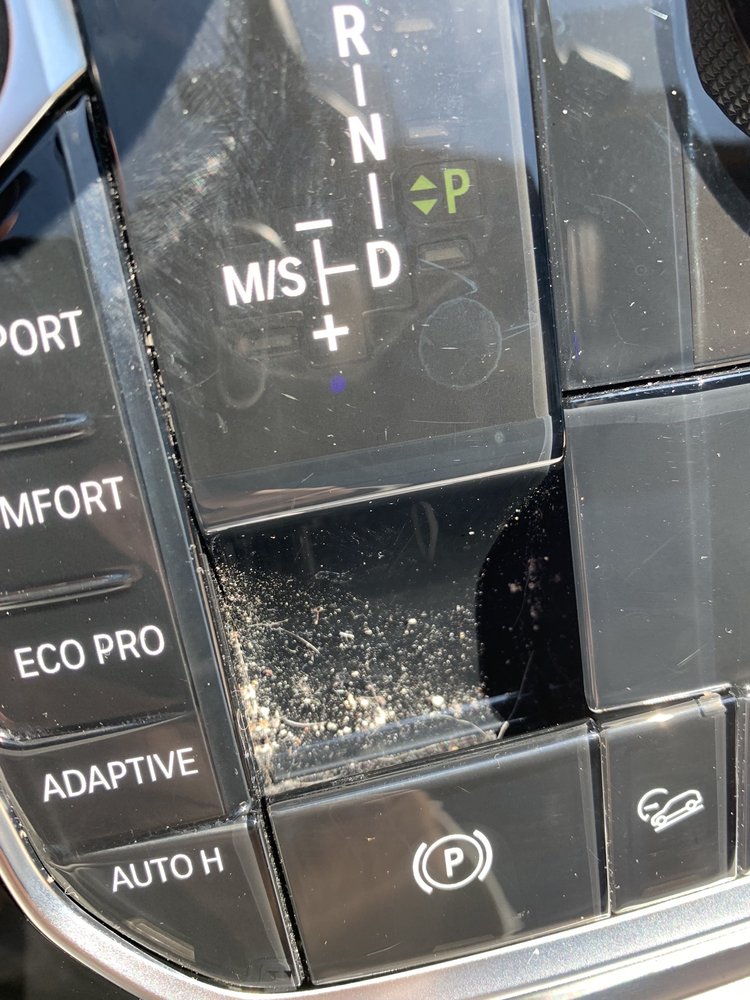 R
N
P
M/S D
PORT
MFORT
ECO PRO
ADAPTIVE
AUTO H
P